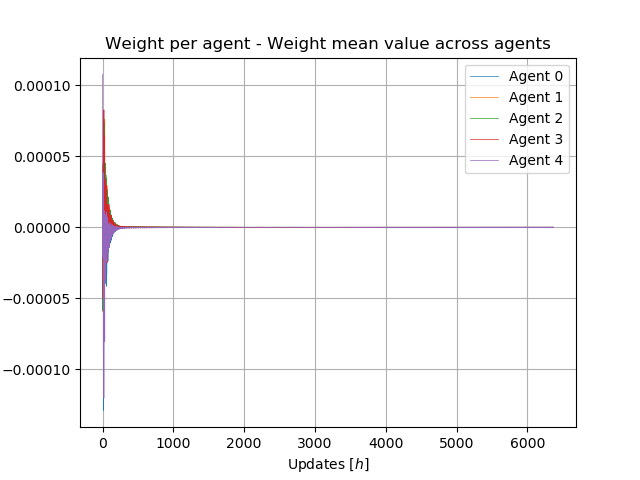 Weight per agent - Weight mean value across agents
0.00010
0.00005
0.00000
−0.00005
−0.00010
Agent 0
Agent 1
Agent 2
Agent 3
Agent 4
0 1000 2000 3000 4000 5000 6000
Updates [h]